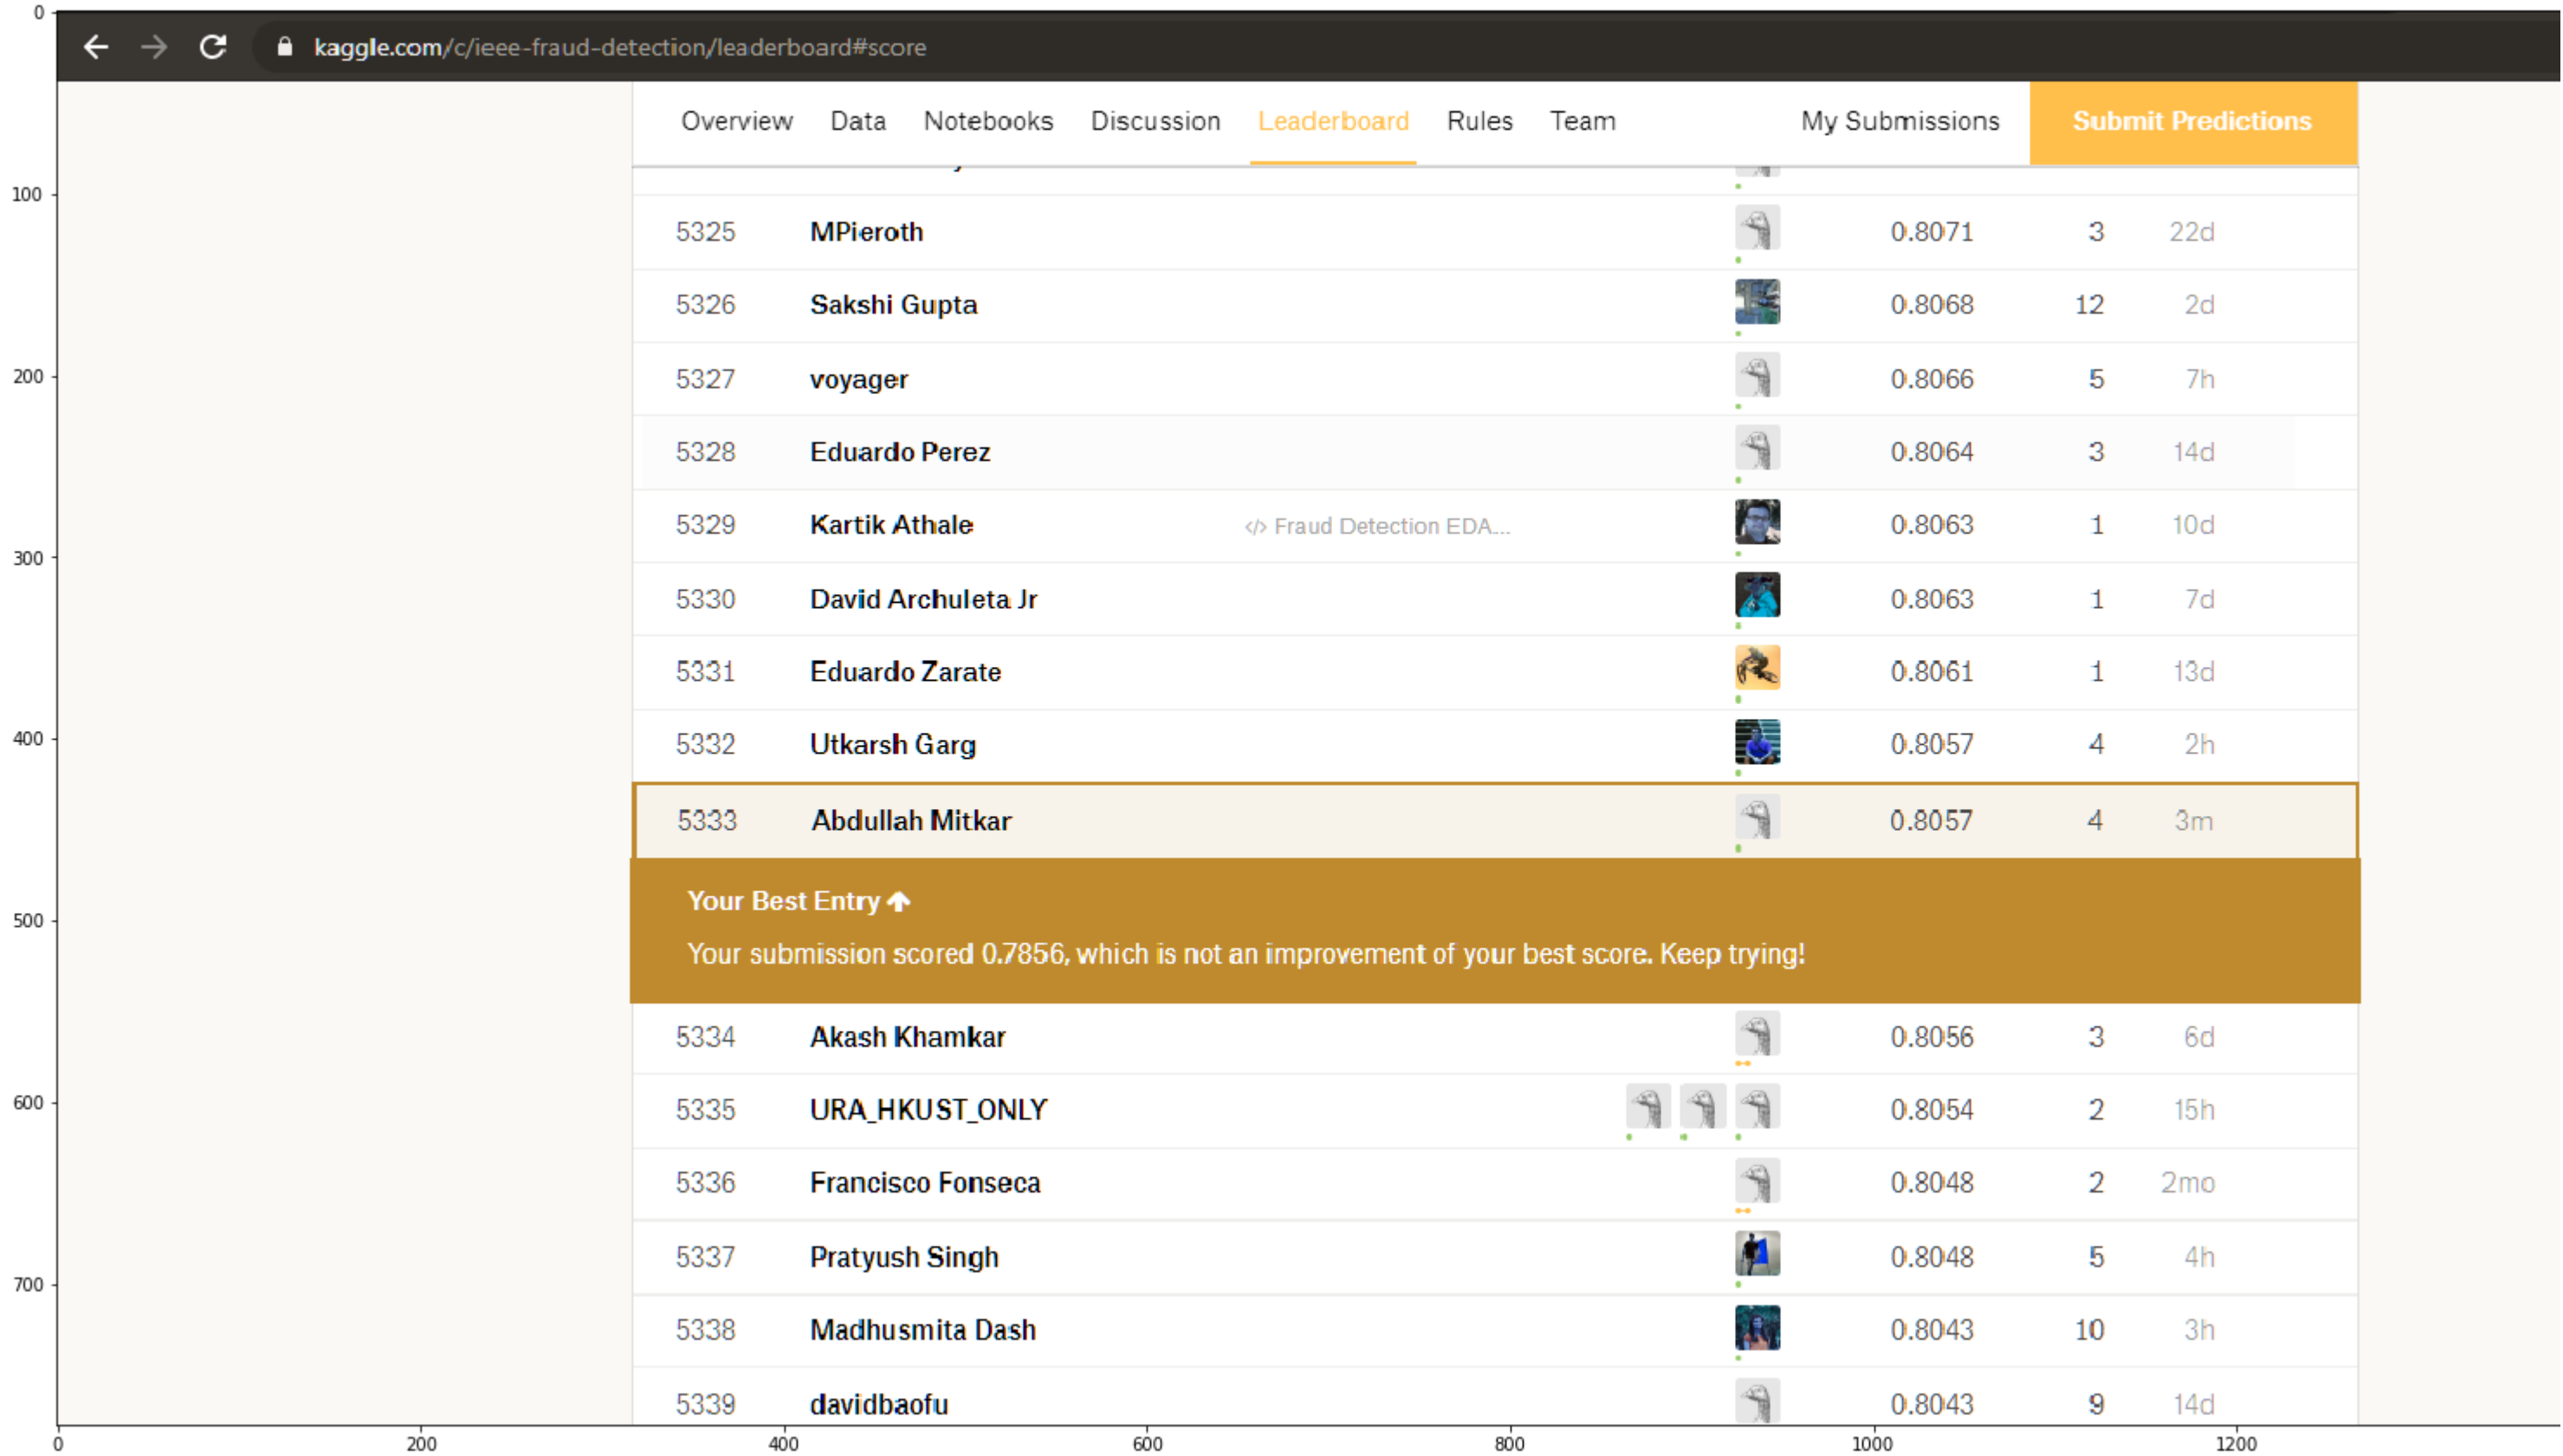 0
kaggle.com/c/ieee-fraud-detection/leaderboard#score
Overview Data Notebooks Discussion Leaderboard Rules Team My Submissions Submit Predictions
100
5325 MPieroth 0.8071 3 22d
5326 Sakshi Gupta 0.8068 12 2d
200
5327 voyager 0.8066 5 7h
5328 Eduardo Perez 0.8064 3 14d
5329 Kartik Athale </> Fraud Detection EDA... 0.8063 1 10d
300
5330 David Archuleta Jr 0.8063 1 7d
5331 Eduardo Zarate 0.8061 1 13d
400
5332 Utkarsh Garg 0.8057 4 2h
5333 Abdullah Mitkar 0.8057 4 3m
Your Best Entry
500
Your submission scored 0.7856, which is not an improvement of your best score. Keep trying!
5334 Akash Khamkar 0.8056 3 6d
600
5335 URA_HKUST_ONLY 0.8054 2 15h
5336 Francisco Fonseca 0.8048 2 2mo
5337 Pratyush Singh 0.8048 5 4h
700
5338 Madhusmita Dash 0.8043 10 3h
5339 davidbaofu 0.8043 9 14d
0 200 400 600 800 1000 1200